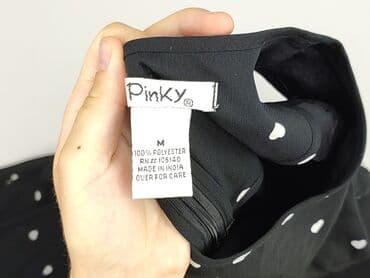 Pinky®
M
100% POLYESTER
RN# 105140
MADE IN INDIA
OVER FOR CARE